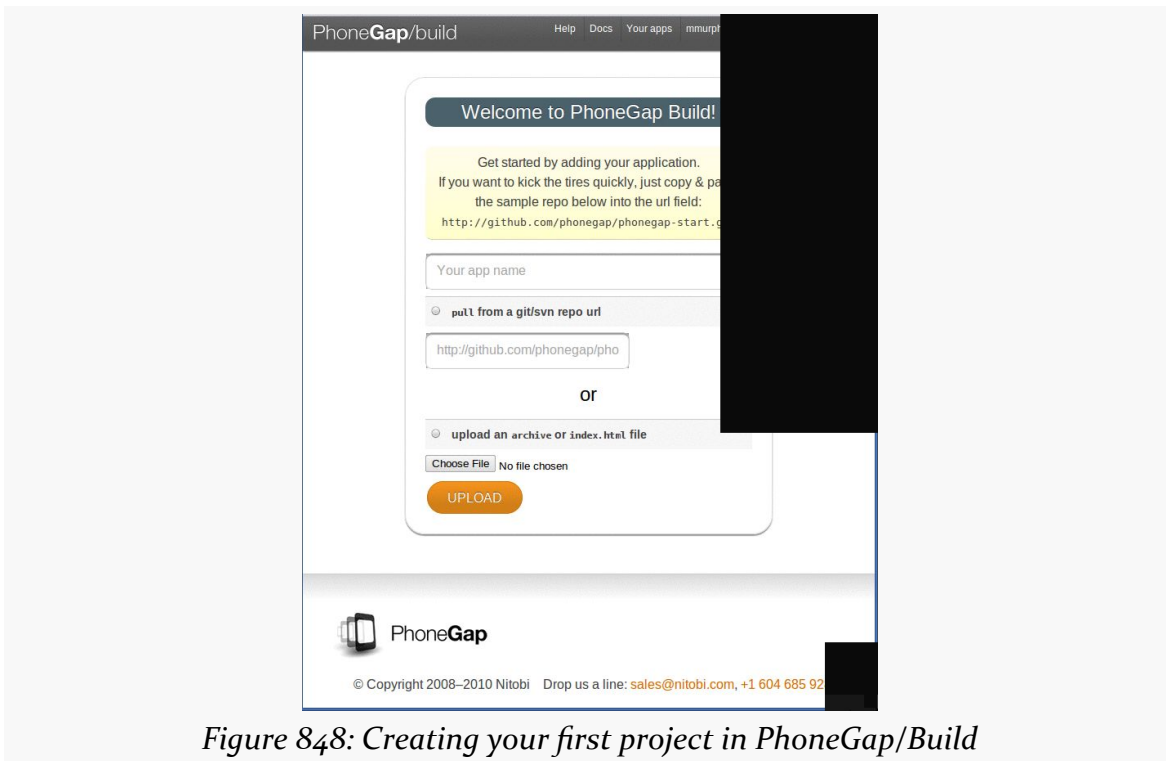 PhoneGap/build
Help Docs Your apps
Welcome to PhoneGap Build!
Get started by adding your application.
If you want to kick the tires quickly, just copy &
the sample repo below into the url field:
http://github.com/phonegap/phonegap-start.g
Your app name
pull from a git/svn repo url
http://github.com/phonegap/pho
or
upload an archive or index.html file
Choose File No file chosen
UPLOAD
PhoneGap
© Copyright 2008–2010 Nitobi Drop us a line: sales@nitobi.com, +1 604 685 92
Figure 848: Creating your first project in PhoneGap/Build